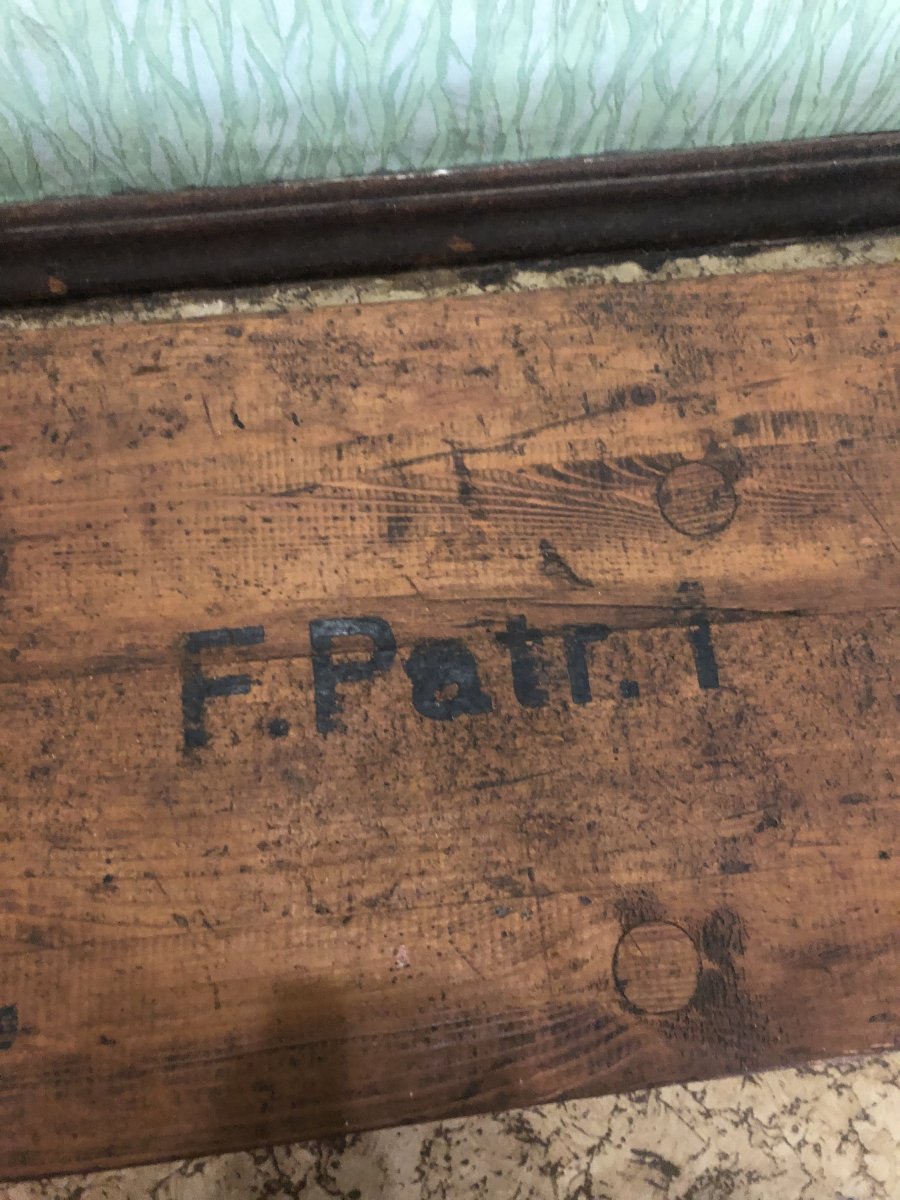 F. Patr. 1